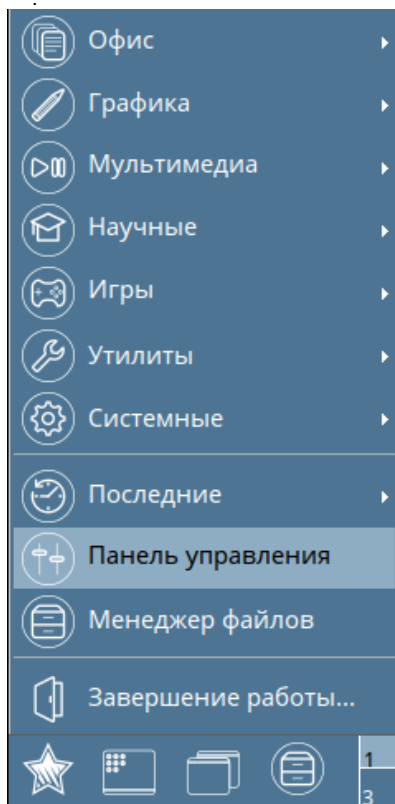 Офис
Графика
Мультимедиа
Научные
Игры
Утилиты
Системные
Последние
Панель управления
Менеджер файлов
Завершение работы...
1
3